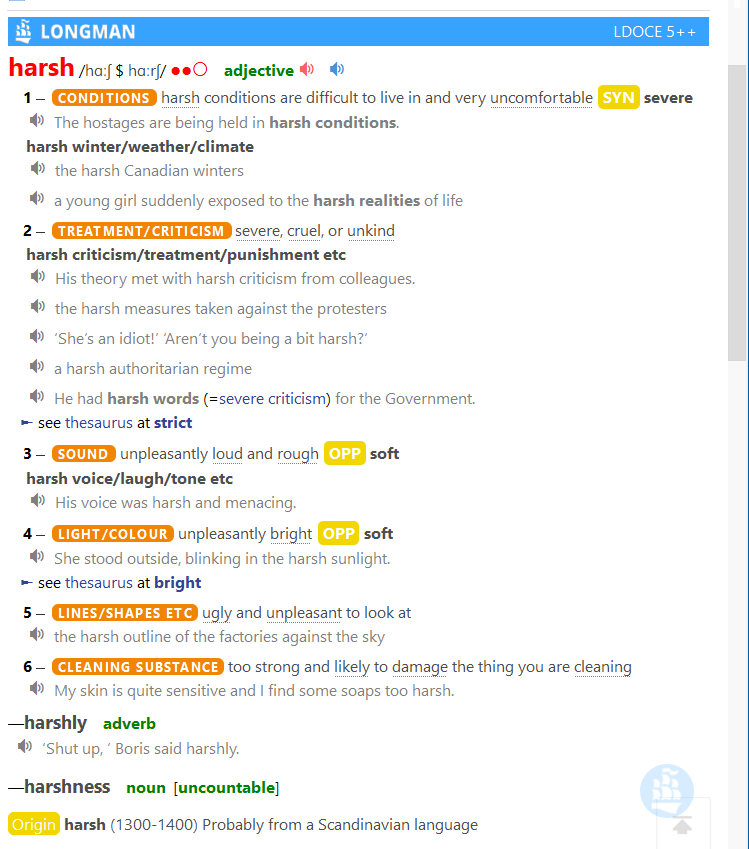 LONGMAN LDOCE 5++
harsh /hɑːʃ $ hɑːrʃ/ ●●○ adjective
1 – CONDITIONS harsh conditions are difficult to live in and very uncomfortable SYN severe
The hostages are being held in harsh conditions.
harsh winter/weather/climate
the harsh Canadian winters
a young girl suddenly exposed to the harsh realities of life
2 – TREATMENT/CRITICISM severe, cruel, or unkind
harsh criticism/treatment/punishment etc
His theory met with harsh criticism from colleagues.
the harsh measures taken against the protesters
‘She’s an idiot!’ ‘Aren’t you being a bit harsh?’
a harsh authoritarian regime
He had harsh words (=severe criticism) for the Government.
► see thesaurus at strict
3 – SOUND unpleasantly loud and rough OPP soft
harsh voice/laugh/tone etc
His voice was harsh and menacing.
4 – LIGHT/COLOUR unpleasantly bright OPP soft
She stood outside, blinking in the harsh sunlight.
► see thesaurus at bright
5 – LINES/SHAPES ETC ugly and unpleasant to look at
the harsh outline of the factories against the sky
6 – CLEANING SUBSTANCE too strong and likely to damage the thing you are cleaning
My skin is quite sensitive and I find some soaps too harsh.
—harshly adverb
‘Shut up, ’ Boris said harshly.
—harshness noun [uncountable]
Origin harsh (1300-1400) Probably from a Scandinavian language